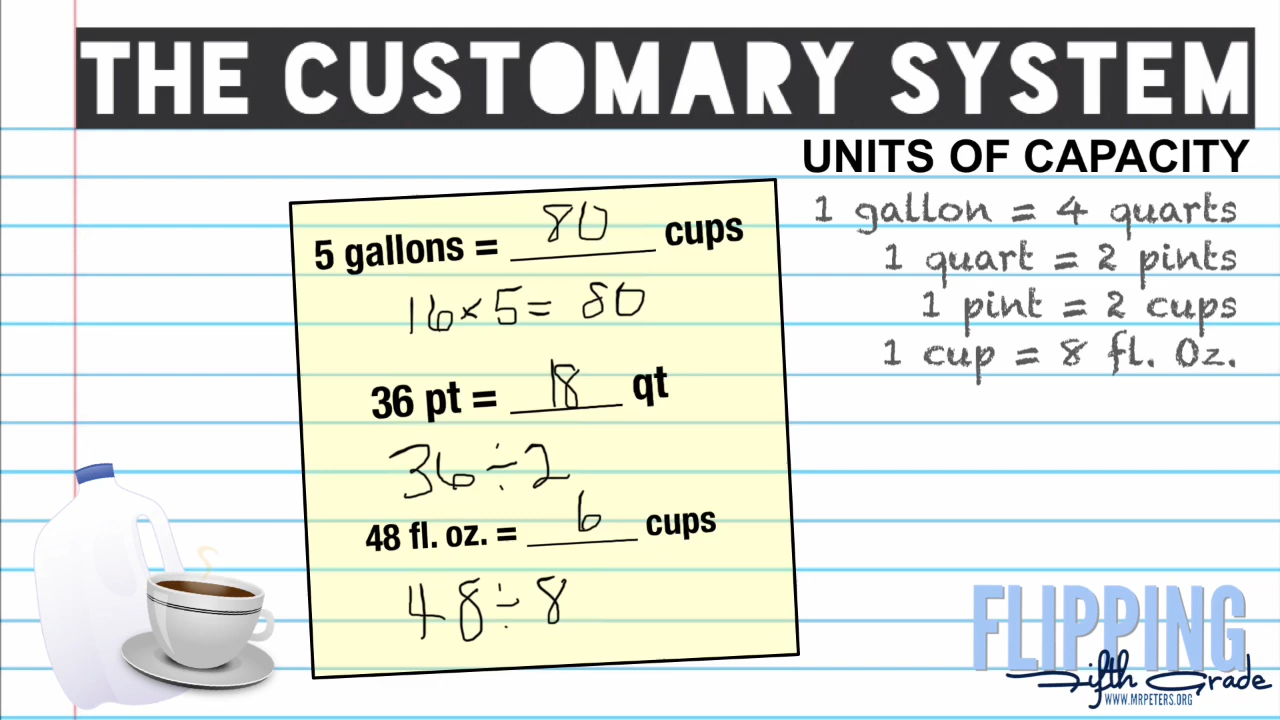 THE CUSTOMARY SYSTEM
UNITS OF CAPACITY
1 gallon = 4 quarts
1 quart = 2 pints
1 pint = 2 cups
1 cup = 8 fl. Oz.
5 gallons = 80 cups
16 × 5 = 80
36 pt = 18 qt
36 ÷ 2
48 fl. oz. = 6 cups
48 ÷ 8
FLIPPING
Fifth Grade
WWW.MRPETERS.ORG